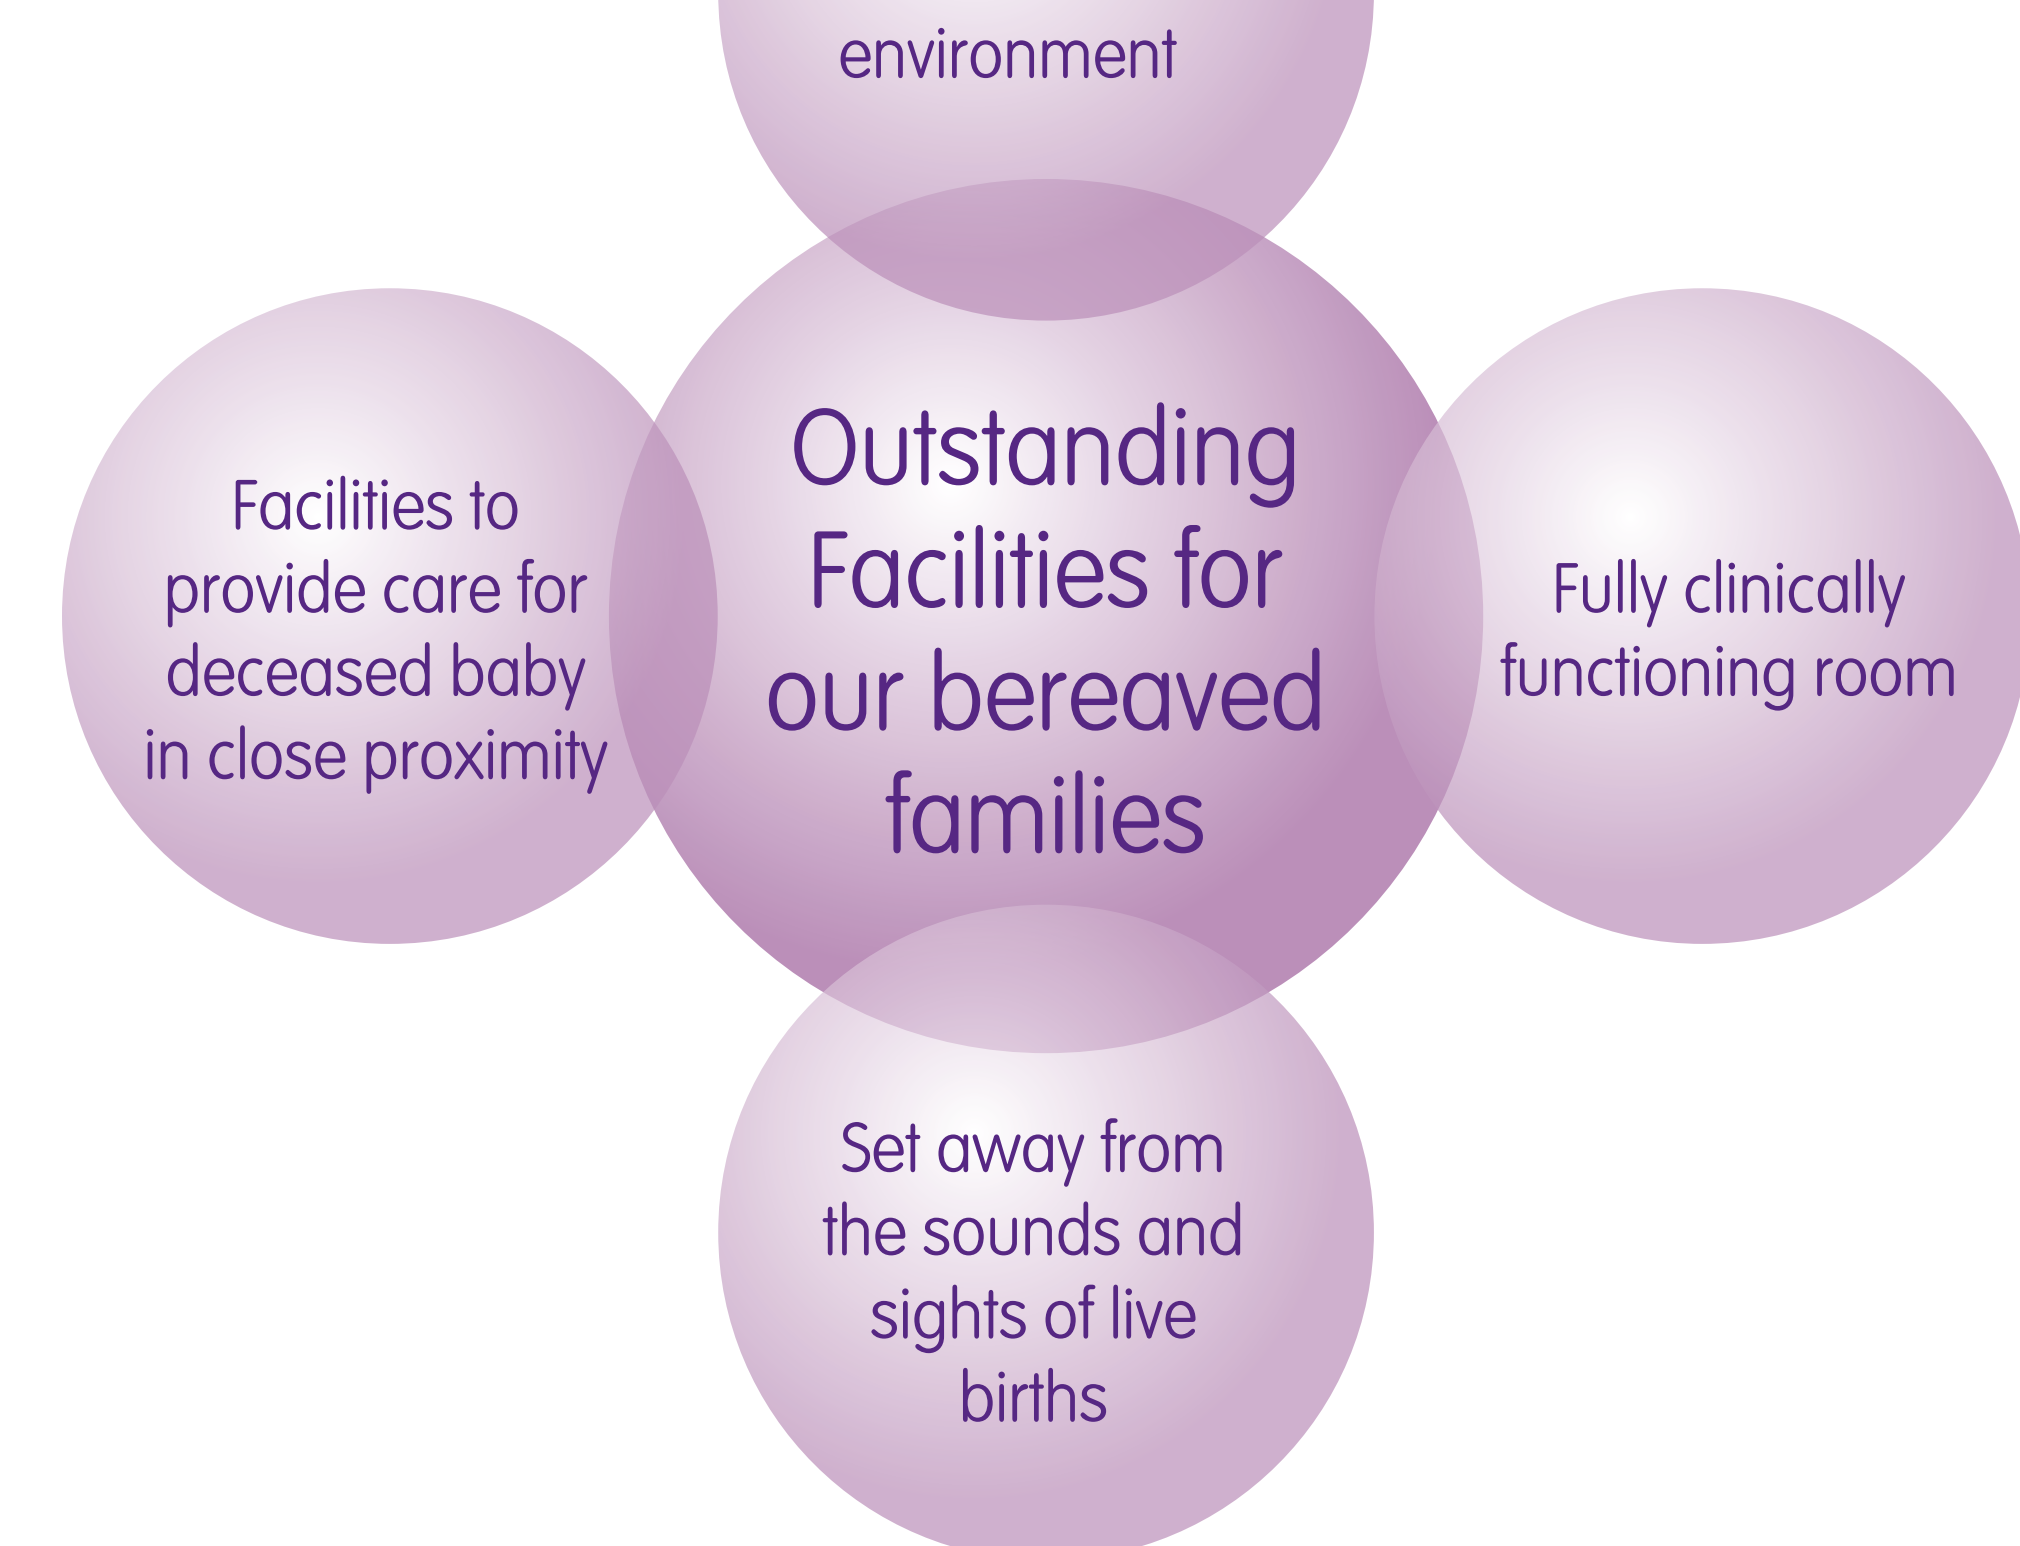 environment
Outstanding
Facilities for
our bereaved
families
Facilities to
provide care for
deceased baby
in close proximity
Fully clinically
functioning room
Set away from
the sounds and
sights of live
births